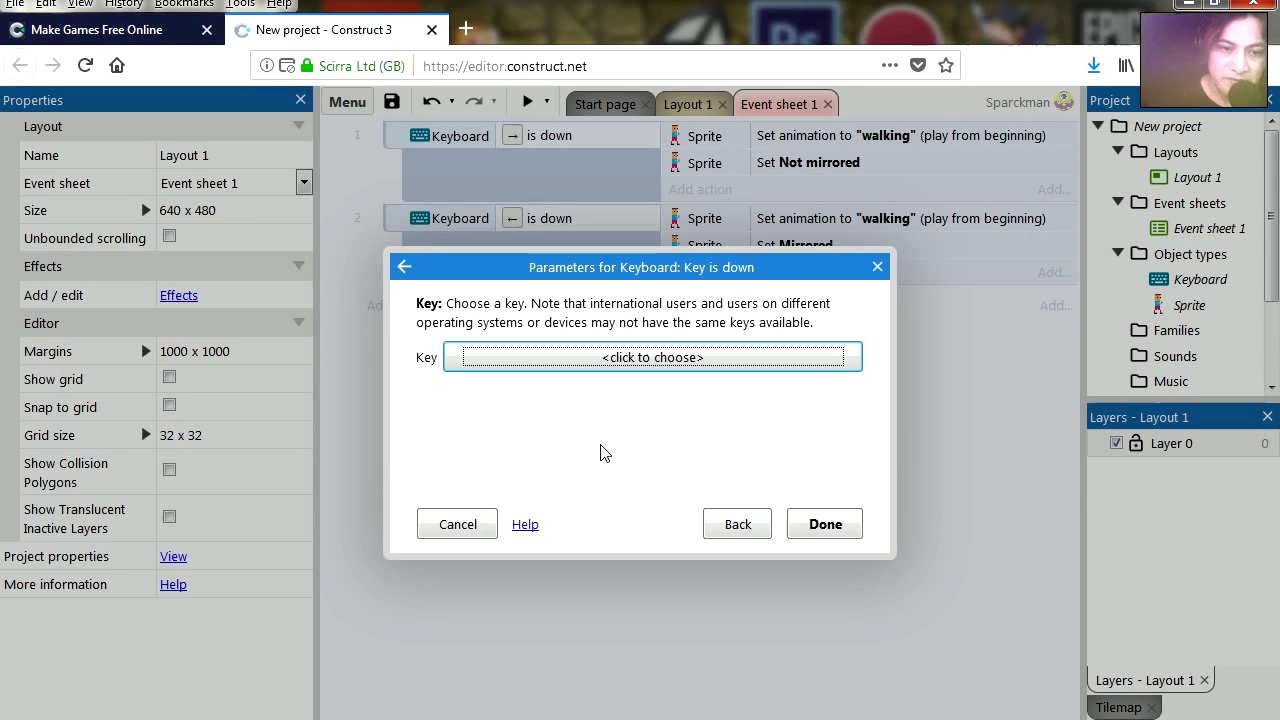 File Edit View History Bookmarks Tools Help
Make Games Free Online
New project - Construct 3
Scirra Ltd (GB)
https://editor.construct.net
Properties
Layout
Name Layout 1
Event sheet Event sheet 1
Size 640 x 480
Unbounded scrolling
Effects
Add / edit Effects
Editor
Margins 1000 x 1000
Show grid
Snap to grid
Grid size 32 x 32
Show Collision
Polygons
Show Translucent
Inactive Layers
Project properties View
More information Help
Menu
Start page
Layout 1
Event sheet 1
Sparckman
1 Keyboard → is down
Sprite Set animation to "walking" (play from beginning)
Sprite Set Not mirrored
Add action Add...
2 Keyboard ← is down
Sprite Set animation to "walking" (play from beginning)
Sprite Set Mirrored
Add...
Add...
Parameters for Keyboard: Key is down
Key: Choose a key. Note that international users and users on different
operating systems or devices may not have the same keys available.
Key <click to choose>
Cancel Help Back Done
Project
New project
Layouts
Layout 1
Event sheets
Event sheet 1
Object types
Keyboard
Sprite
Families
Sounds
Music
Layers - Layout 1
Layer 0 0
Layers - Layout 1
Tilemap